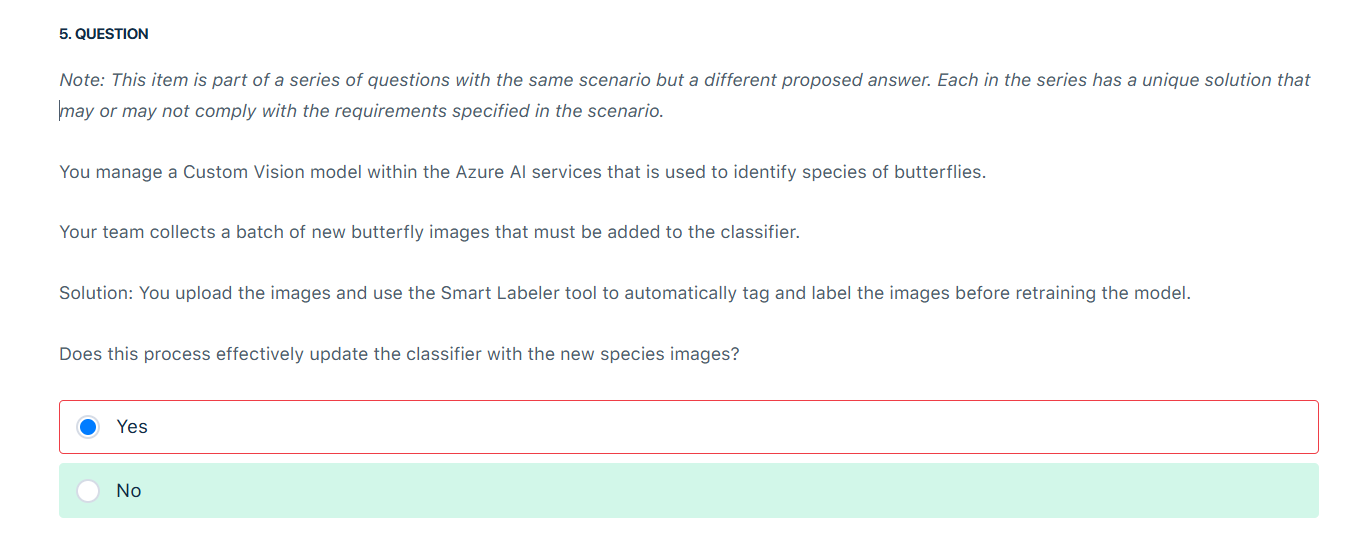 5. QUESTION
Note: This item is part of a series of questions with the same scenario but a different proposed answer. Each in the series has a unique solution that
may or may not comply with the requirements specified in the scenario.
You manage a Custom Vision model within the Azure AI services that is used to identify species of butterflies.
Your team collects a batch of new butterfly images that must be added to the classifier.
Solution: You upload the images and use the Smart Labeler tool to automatically tag and label the images before retraining the model.
Does this process effectively update the classifier with the new species images?
Yes
No